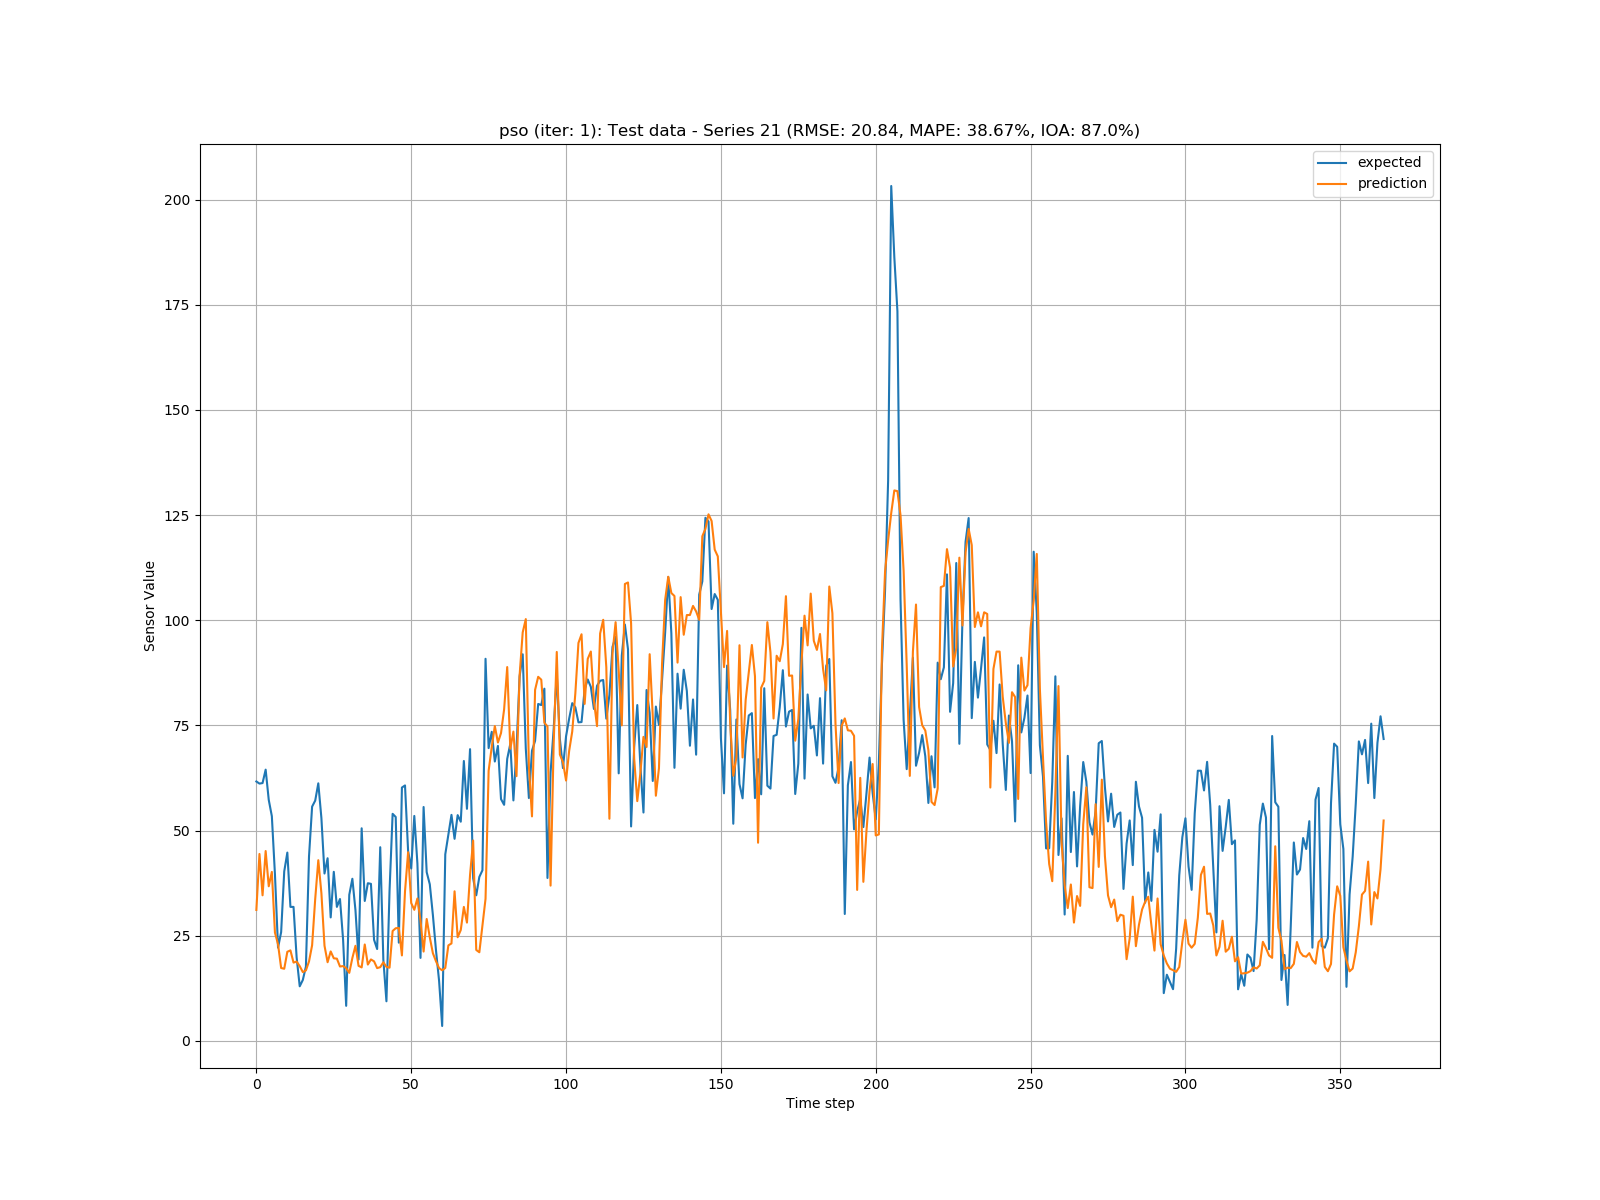 pso (iter: 1): Test data - Series 21 (RMSE: 20.84, MAPE: 38.67%, IOA: 87.0%)
expected
prediction
200
175
150
125
100
75
50
25
0
Sensor Value
0 50 100 150 200 250 300 350
Time step